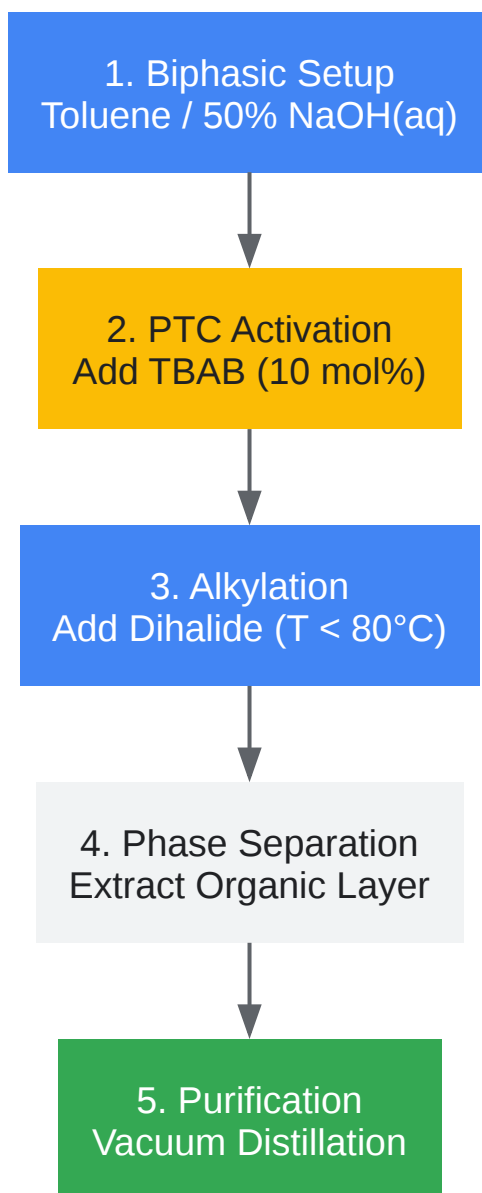 1. Biphasic Setup
Toluene / 50% NaOH(aq)
2. PTC Activation
Add TBAB (10 mol%)
3. Alkylation
Add Dihalide (T < 80°C)
4. Phase Separation
Extract Organic Layer
5. Purification
Vacuum Distillation